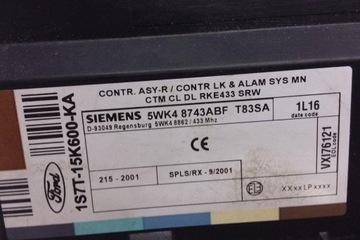 CONTR. ASY-R / CONTR LK & ALAM SYS MN
CTM CL DL RKE433 SRW
SIEMENS 5WK4 8743ABF T83SA
D-93049 Regensburg 5WK4 8862 / 433 Mhz
1L16
date code
CE
215 - 2001
SPLS/RX - 9/2001
XXxxLPxxxx
VX176121
Ford
1S7T-15K600-KA